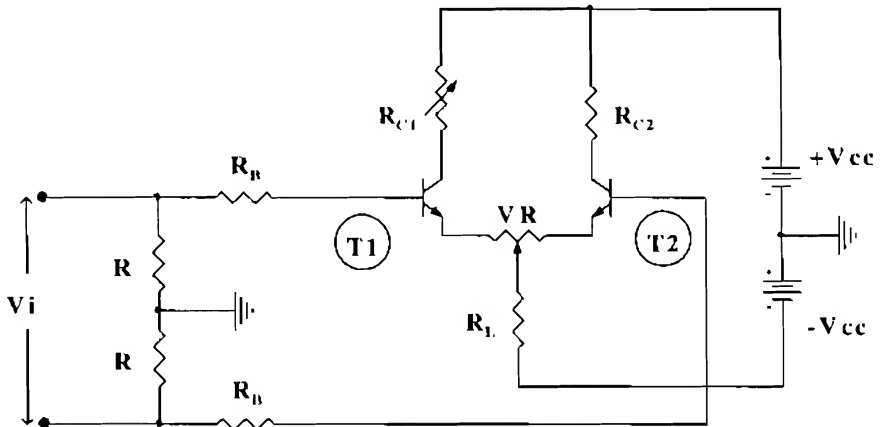 R_C1
R_C2
+Vcc
R_B
VR
T1
T2
R
Vi
R_L
-Vcc
R
R_B